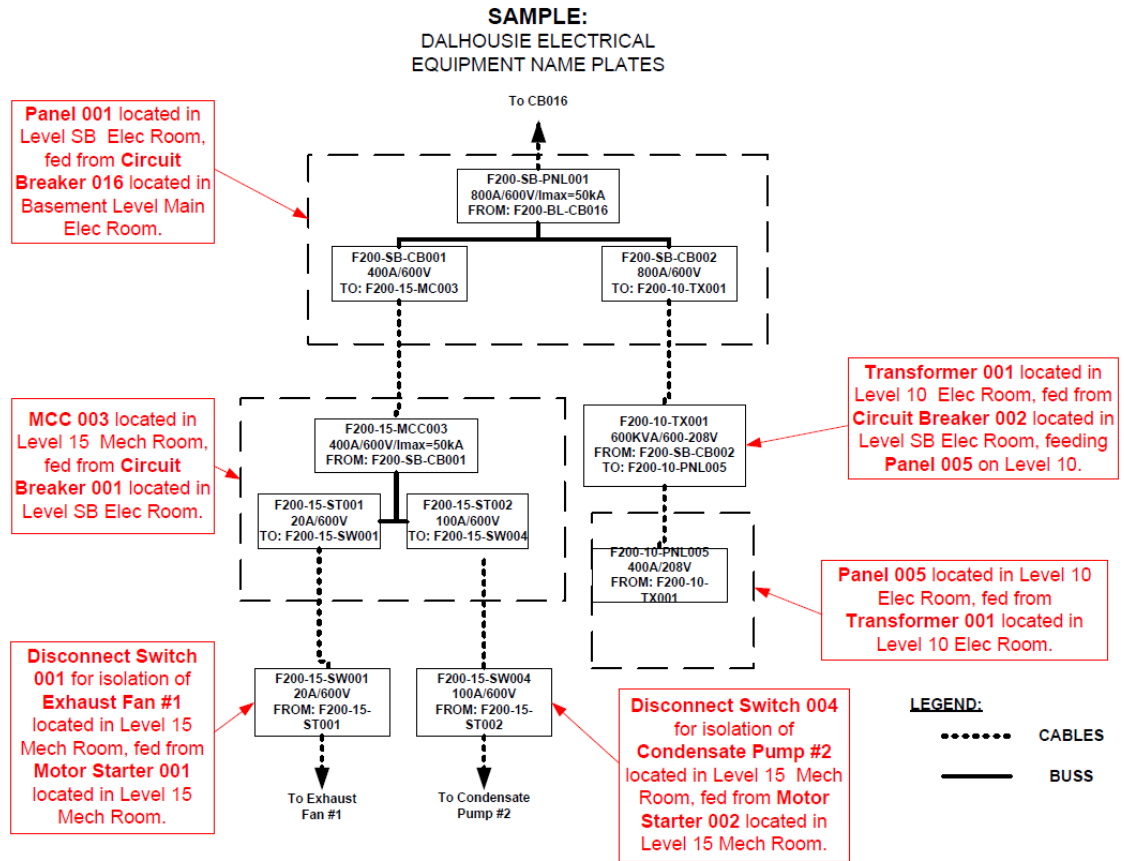 SAMPLE:
DALHOUSIE ELECTRICAL
EQUIPMENT NAME PLATES
To CB016
Panel 001 located in
Level SB Elec Room,
fed from Circuit
Breaker 016 located in
Basement Level Main
Elec Room.
F200-SB-PNL001
800A/600V/Imax=50kA
FROM: F200-BL-CB016
F200-SB-CB001
400A/600V
TO: F200-15-MC003
F200-SB-CB002
800A/600V
TO: F200-10-TX001
MCC 003 located in
Level 15 Mech Room,
fed from Circuit
Breaker 001 located in
Level SB Elec Room.
F200-15-MCC003
400A/600V/Imax=50kA
FROM: F200-SB-CB001
F200-15-ST001
20A/600V
TO: F200-15-SW001
F200-15-ST002
100A/600V
TO: F200-15-SW004
F200-10-TX001
600KVA/600-208V
FROM: F200-SB-CB002
TO: F200-10-PNL005
Transformer 001 located in
Level 10 Elec Room, fed from
Circuit Breaker 002 located in
Level SB Elec Room, feeding
Panel 005 on Level 10.
F200-10-PNL005
400A/208V
FROM: F200-10-
TX001
Panel 005 located in Level 10
Elec Room, fed from
Transformer 001 located in
Level 10 Elec Room.
Disconnect Switch
001 for isolation of
Exhaust Fan #1
located in Level 15
Mech Room, fed from
Motor Starter 001
located in Level 15
Mech Room.
F200-15-SW001
20A/600V
FROM: F200-15-
ST001
F200-15-SW004
100A/600V
FROM: F200-15-
ST002
To Exhaust
Fan #1
To Condensate
Pump #2
Disconnect Switch 004
for isolation of
Condensate Pump #2
located in Level 15 Mech
Room, fed from Motor
Starter 002 located in
Level 15 Mech Room.
LEGEND:
CABLES
BUSS